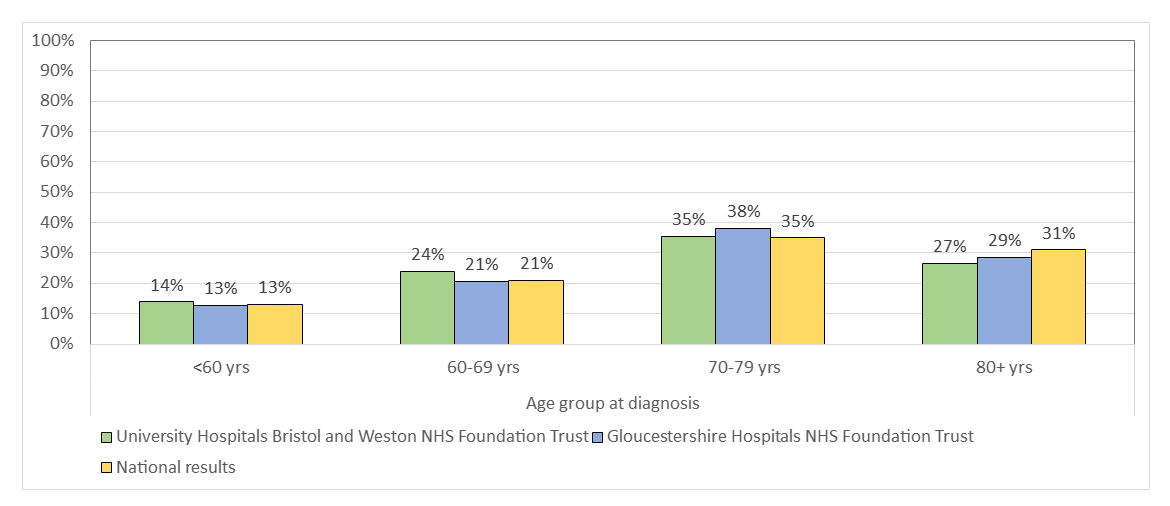 100%
90%
80%
70%
60%
50%
40%
30%
20%
10%
0%
14% 13% 13%
24% 21% 21%
35% 38% 35%
27% 29% 31%
<60 yrs 60-69 yrs 70-79 yrs 80+ yrs
Age group at diagnosis
University Hospitals Bristol and Weston NHS Foundation Trust Gloucestershire Hospitals NHS Foundation Trust
National results